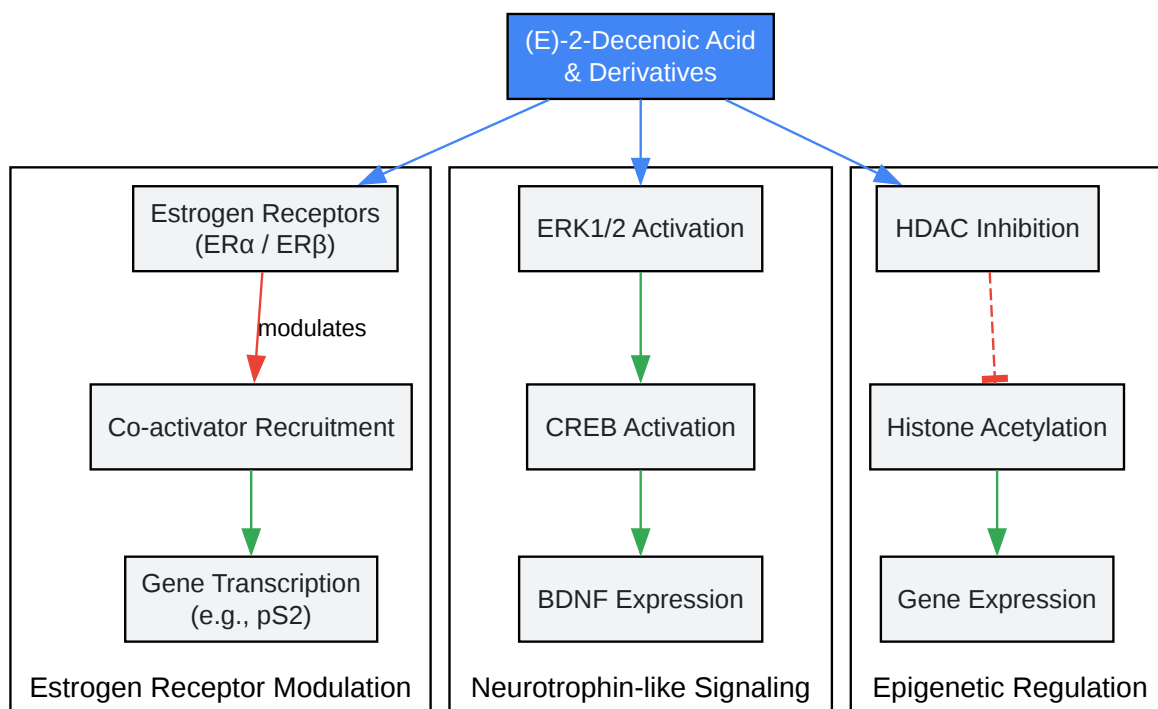 (E)-2-Decenoic Acid
& Derivatives
Estrogen Receptors
(ERα / ERβ)
modulates
Co-activator Recruitment
Gene Transcription
(e.g., pS2)
Estrogen Receptor Modulation
ERK1/2 Activation
CREB Activation
BDNF Expression
Neurotrophin-like Signaling
HDAC Inhibition
Histone Acetylation
Gene Expression
Epigenetic Regulation